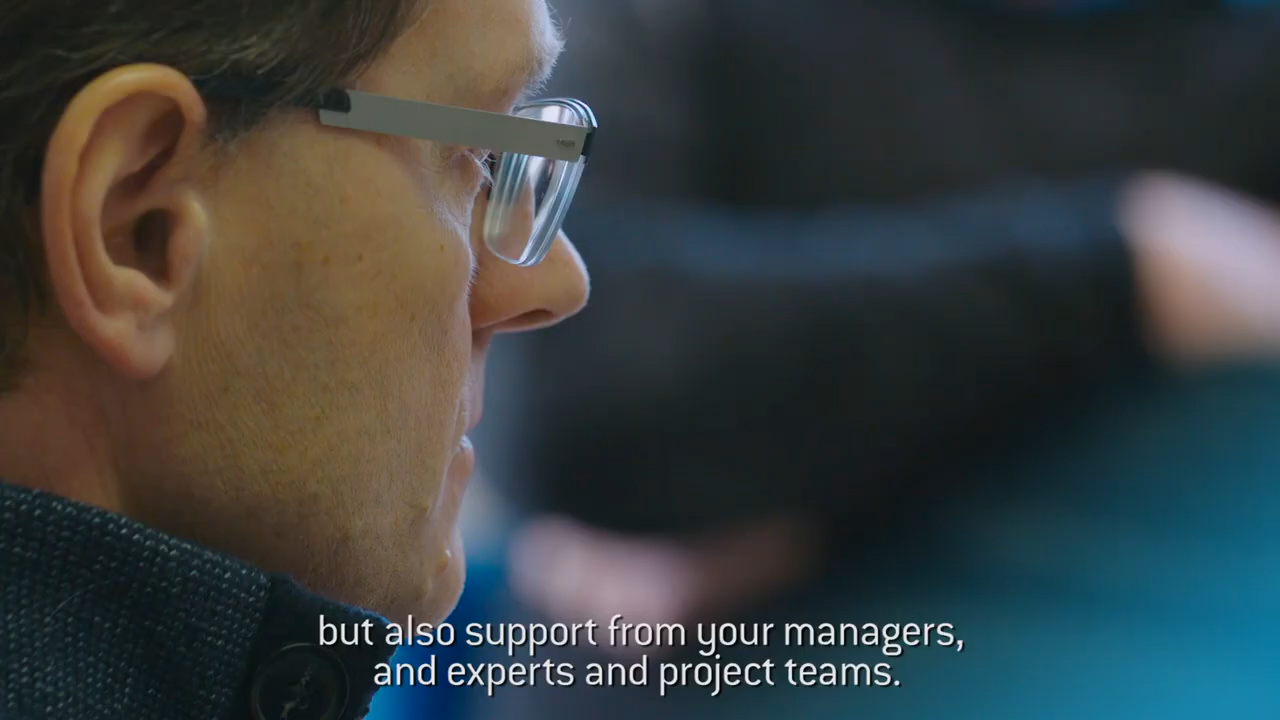 but also support from your managers,
and experts and project teams.